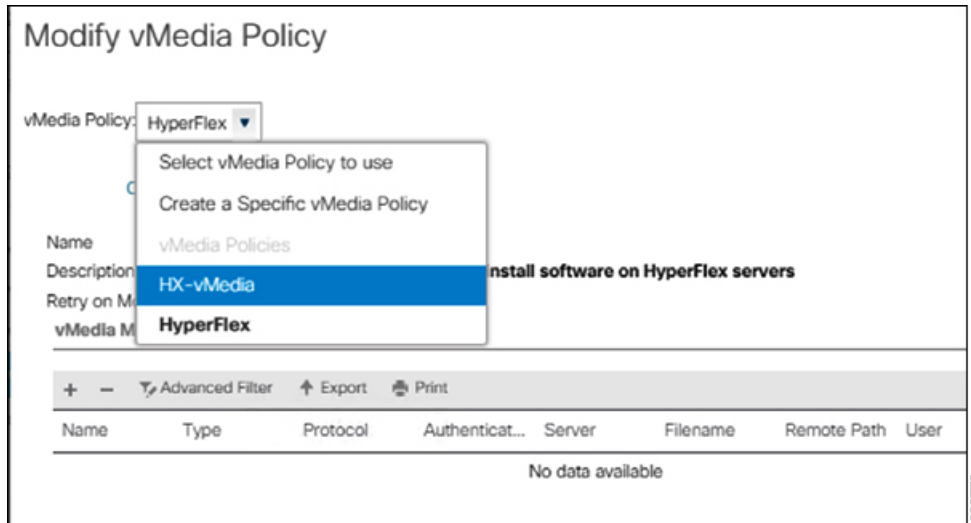 Modify vMedia Policy
vMedia Policy: HyperFlex
Select vMedia Policy to use
Create a Specific vMedia Policy
Name
vMedia Policies
Description
nstall software on HyperFlex servers
HX-vMedia
Retry on M
HyperFlex
vMedia M
+ − Advanced Filter Export Print
Name Type Protocol Authenticat... Server Filename Remote Path User
No data available